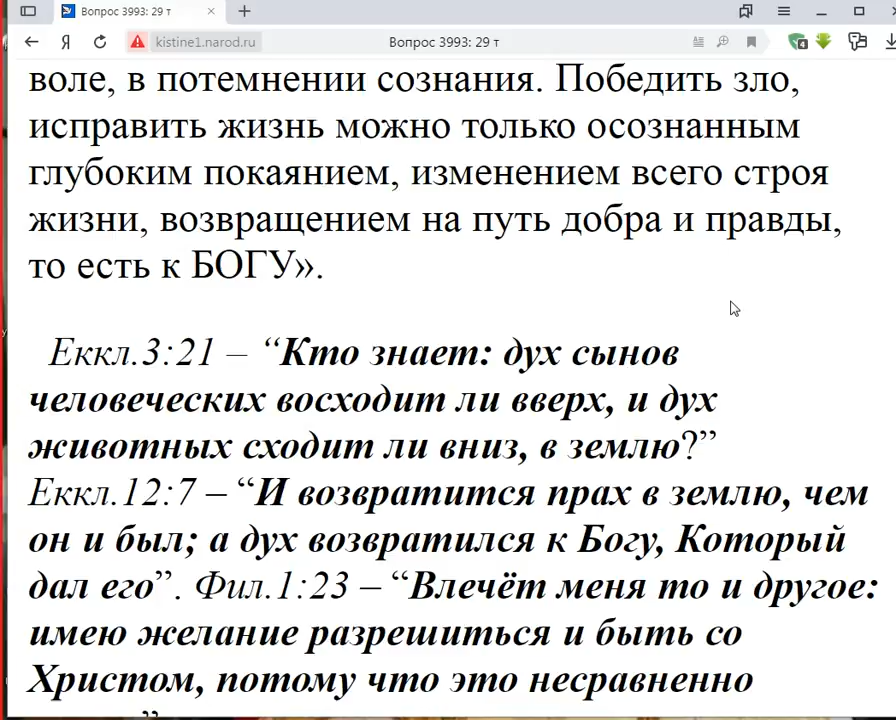 Вопрос 3993: 29 т
kistine1.narod.ru
Вопрос 3993: 29 т
4
воле, в потемнении сознания. Победить зло,
исправить жизнь можно только осознанным
глубоким покаянием, изменением всего строя
жизни, возвращением на путь добра и правды,
то есть к БОГУ».
Еккл.3:21 – “Кто знает: дух сынов
человеческих восходит ли вверх, и дух
животных сходит ли вниз, в землю?”
Еккл.12:7 – “И возвратится прах в землю, чем
он и был; а дух возвратился к Богу, Который
дал его”. Фил.1:23 – “Влечёт меня то и другое:
имею желание разрешиться и быть со
Христом, потому что это несравненно